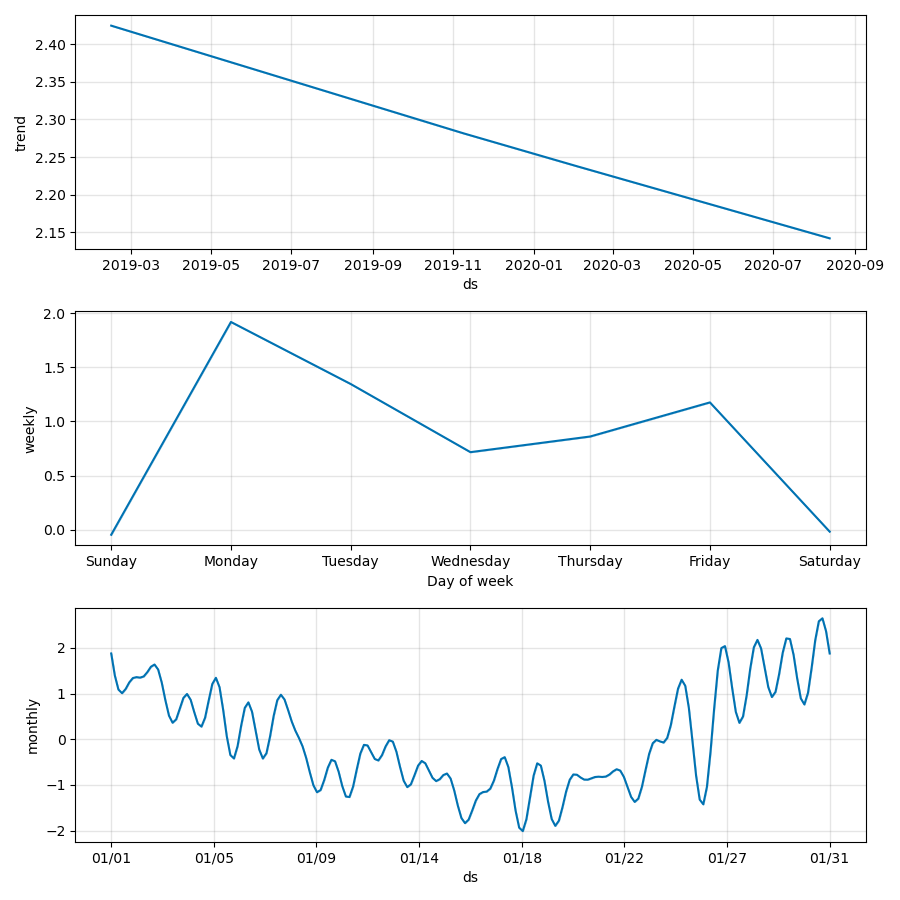 2.40
2.35
2.30
2.25
2.20
2.15
trend
2019-03 2019-05 2019-07 2019-09 2019-11 2020-01 2020-03 2020-05 2020-07 2020-09
ds
2.0
1.5
1.0
0.5
0.0
weekly
Sunday Monday Tuesday Wednesday Thursday Friday Saturday
Day of week
2
1
0
−1
−2
monthly
01/01 01/05 01/09 01/14 01/18 01/22 01/27 01/31
ds